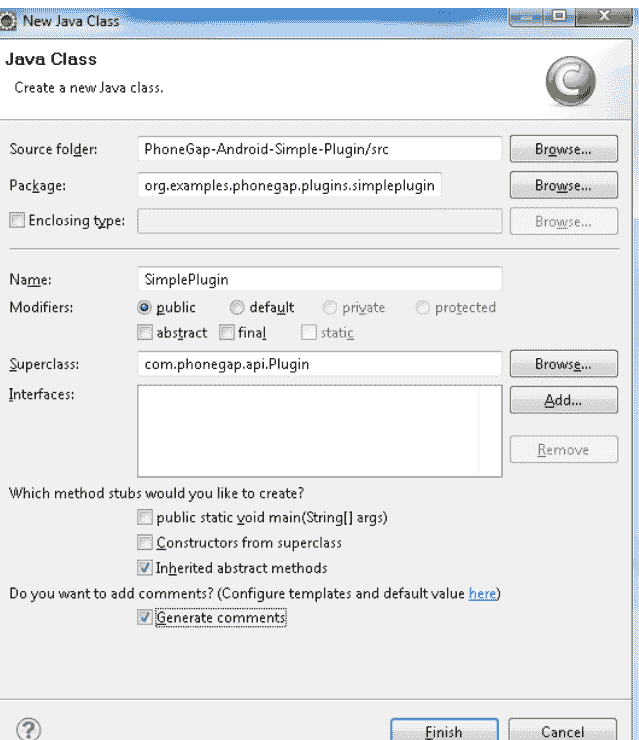 New Java Class
Java Class
Create a new Java class.
Source folder: PhoneGap-Android-Simple-Plugin/src Browse...
Package: org.examples.phonegap.plugins.simpleplugin Browse...
Enclosing type: Browse...
Name: SimplePlugin
Modifiers: public default private protected
abstract final static
Superclass: com.phonegap.api.Plugin Browse...
Interfaces: Add...
Remove
Which method stubs would you like to create?
public static void main(String[] args)
Constructors from superclass
Inherited abstract methods
Do you want to add comments? (Configure templates and default value here)
Generate comments
? Finish Cancel